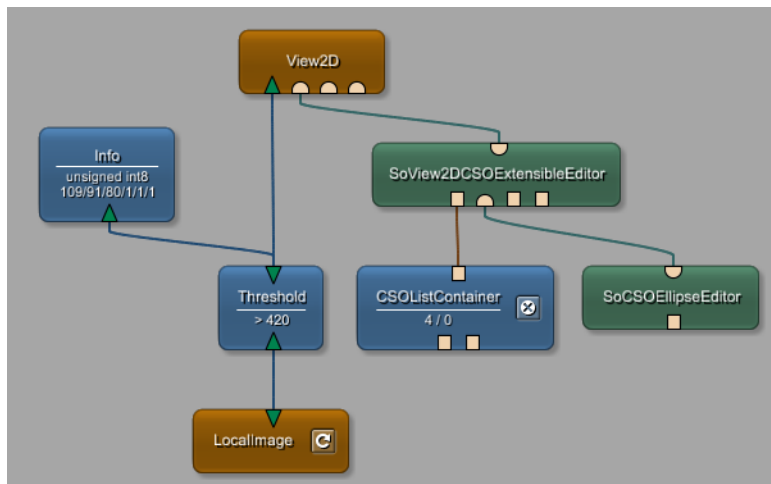 View2D
Info
unsigned int8
109/91/80/1/1/1
SoView2DCSOExtensibleEditor
Threshold
> 420
CSOListContainer
4 / 0
SoCSOEllipseEditor
LocalImage